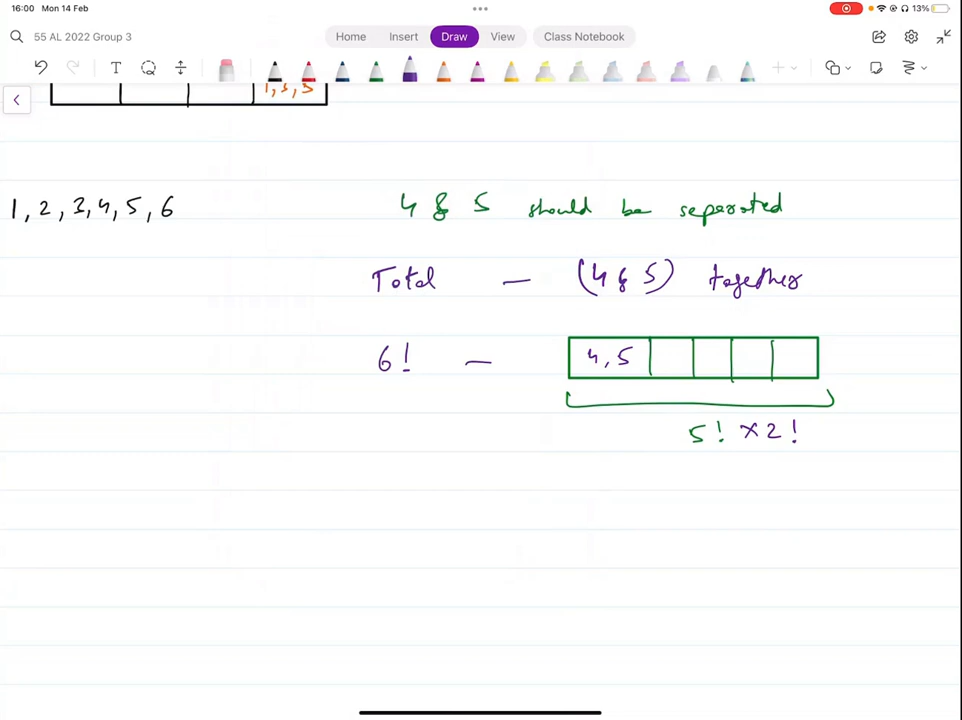 16:00 Mon 14 Feb
13%
55 AL 2022 Group 3
Home Insert Draw View Class Notebook
1, 3, 5
1, 2, 3, 4, 5, 6
4 & 5 should be seperated
Total — (4 & 5) together
6! — 4, 5
5! × 2!